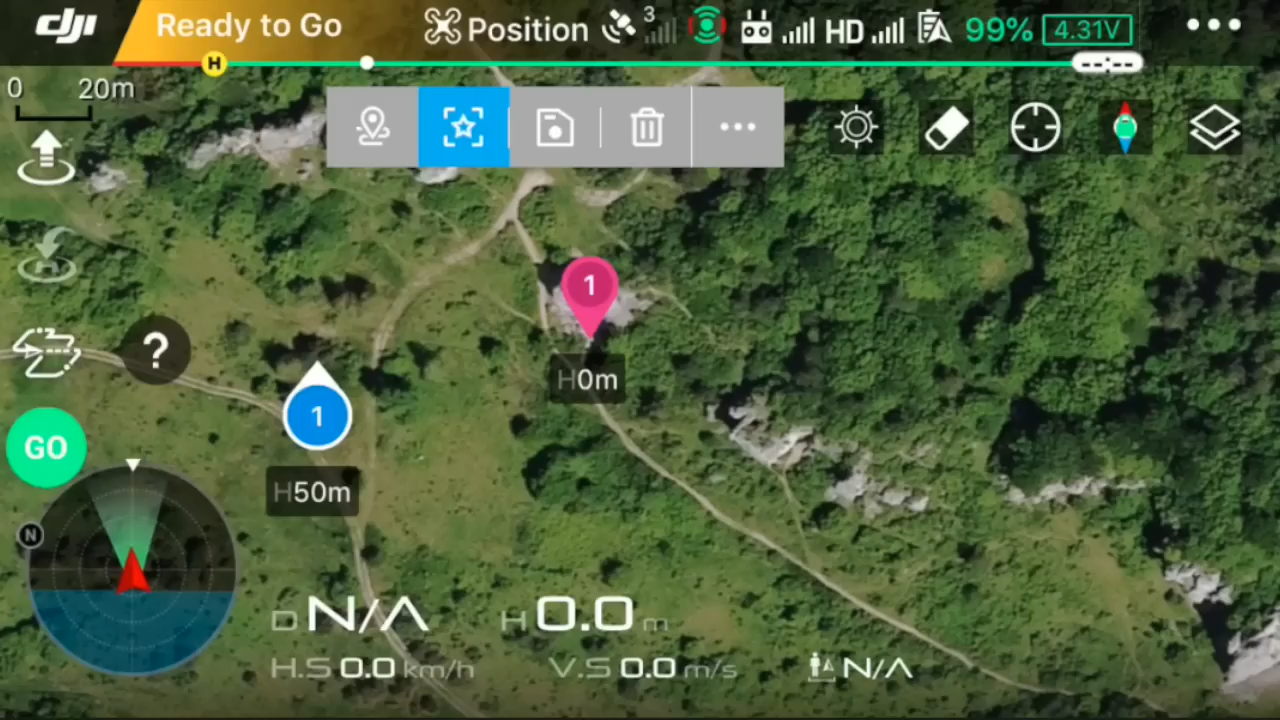 dji Ready to Go Position 3 HD 99% 4.31V
H
0 20m
1
H0m
?
1
GO
H50m
N
D N/A H 0.0 m
H.S 0.0 km/h V.S 0.0 m/s N/A